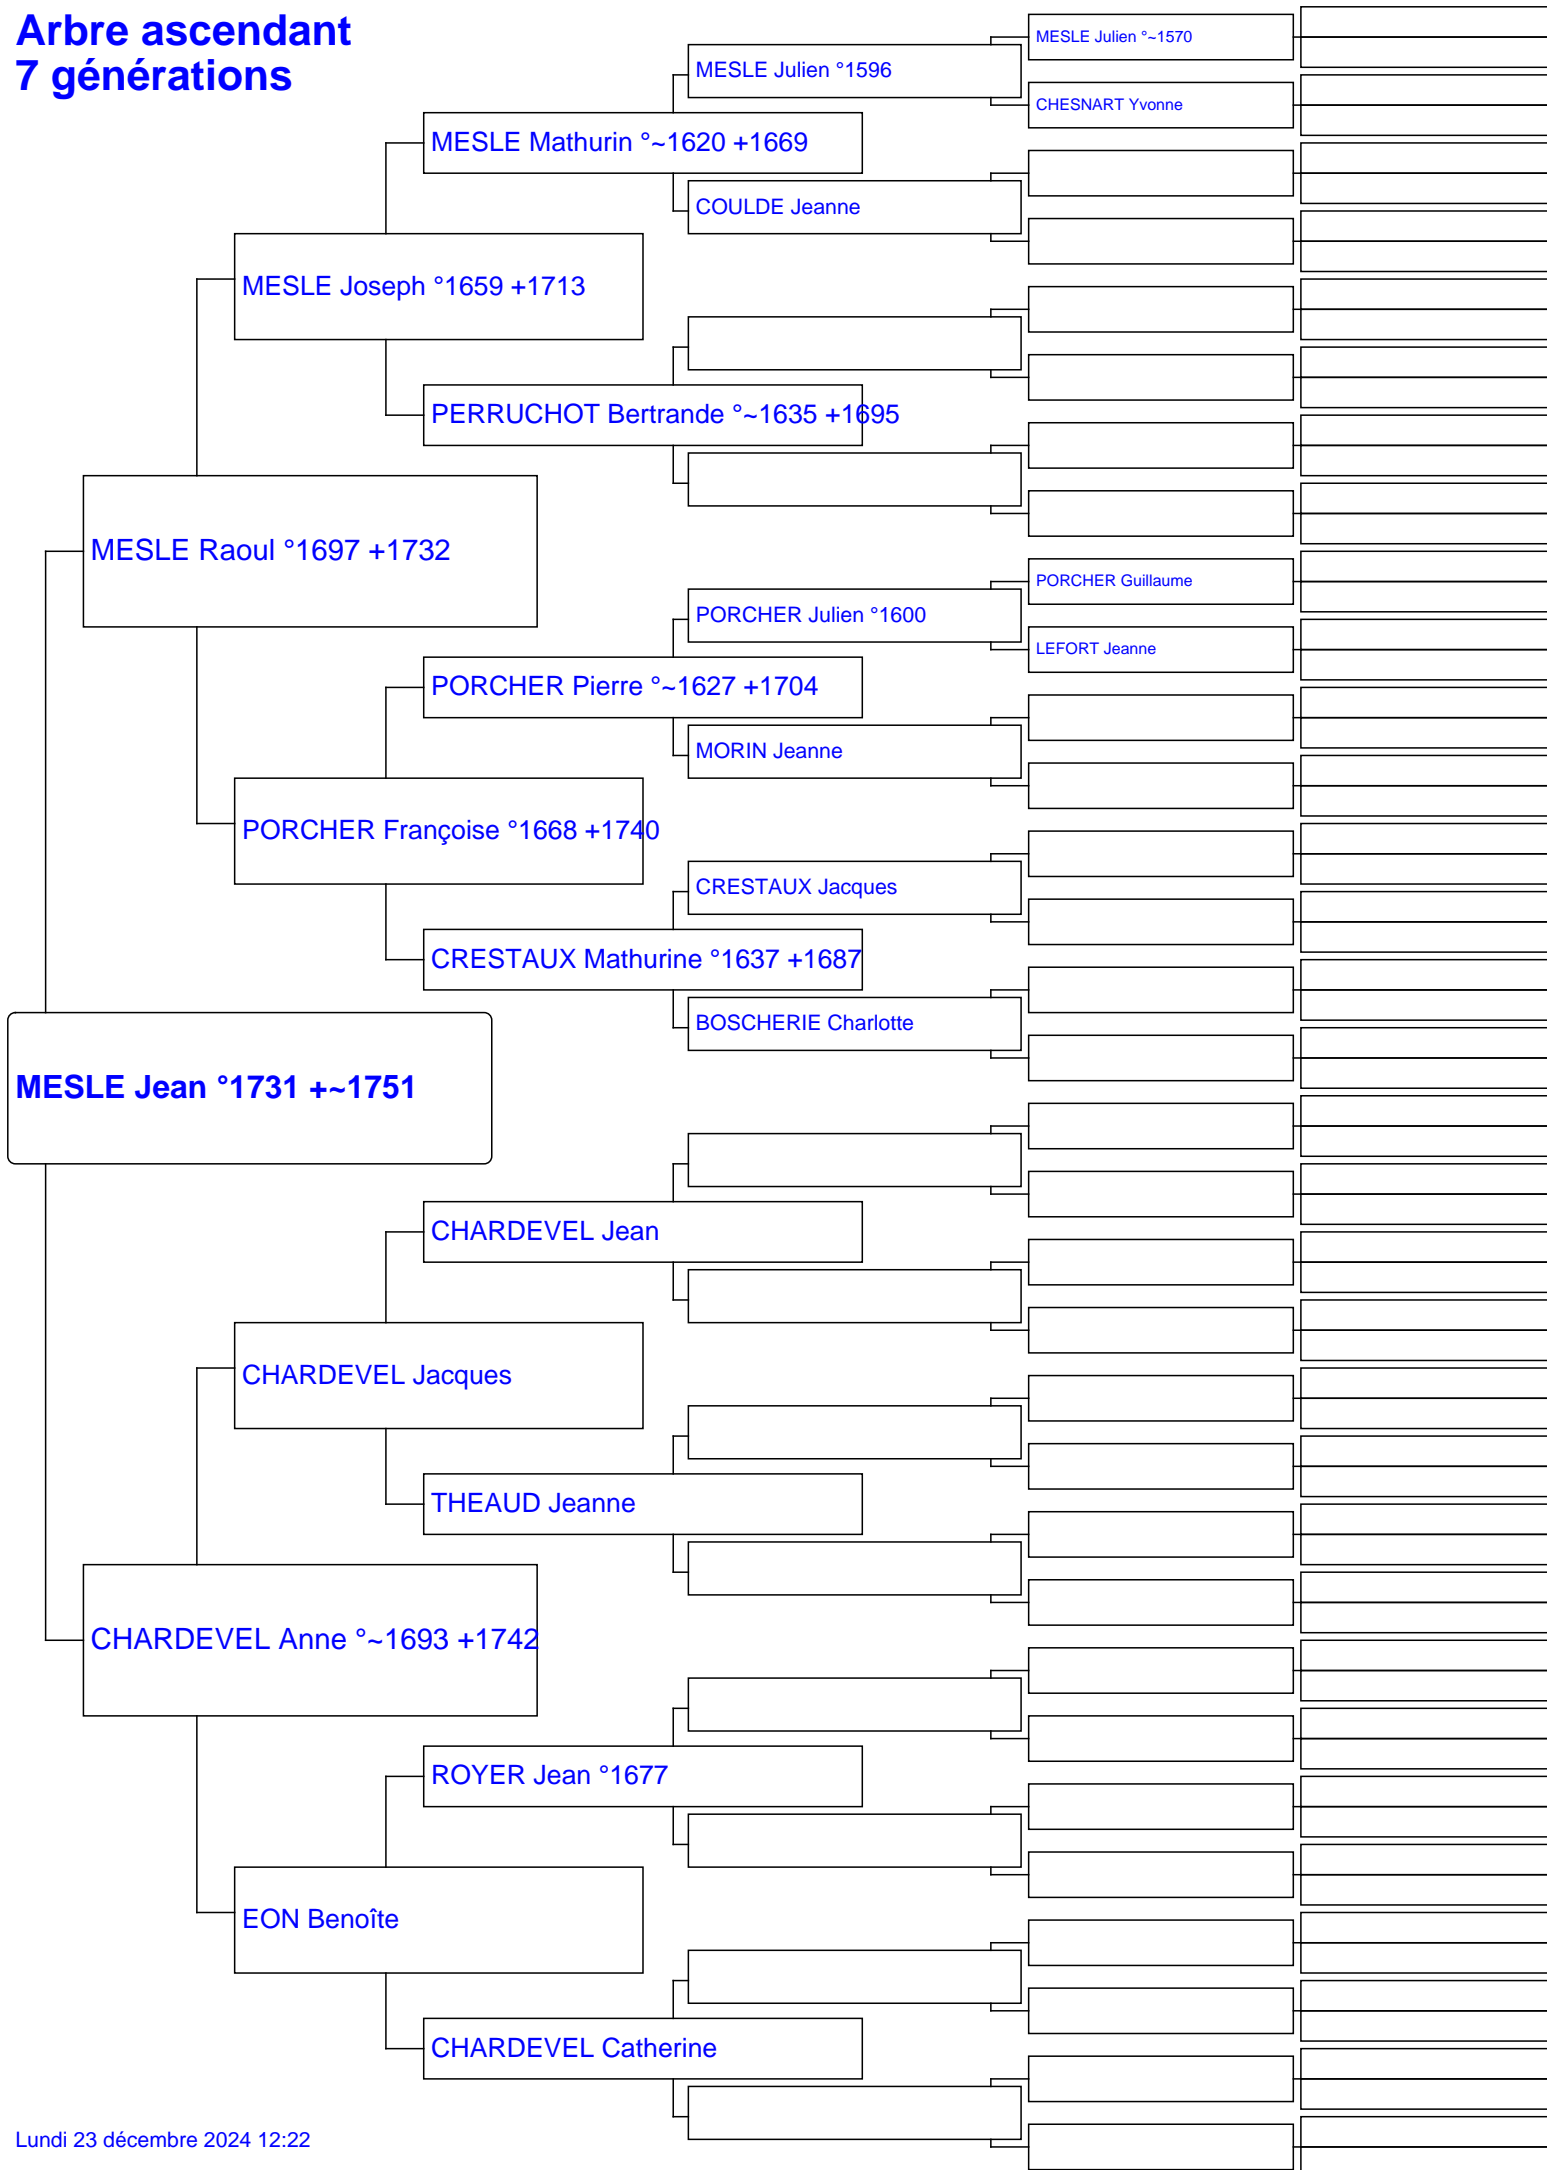 Arbre ascendant
7 générations
MESLE Julien °~1570
MESLE Julien °1596
CHESNART Yvonne
MESLE Mathurin °~1620 +1669
COULDE Jeanne
MESLE Joseph °1659 +1713
PERRUCHOT Bertrande °~1635 +1695
MESLE Raoul °1697 +1732
PORCHER Guillaume
PORCHER Julien °1600
LEFORT Jeanne
PORCHER Pierre °~1627 +1704
MORIN Jeanne
PORCHER Françoise °1668 +1740
CRESTAUX Jacques
CRESTAUX Mathurine °1637 +1687
BOSCHERIE Charlotte
MESLE Jean °1731 +~1751
CHARDEVEL Jean
CHARDEVEL Jacques
THEAUD Jeanne
CHARDEVEL Anne °~1693 +1742
ROYER Jean °1677
EON Benoîte
CHARDEVEL Catherine
Lundi 23 décembre 2024 12:22